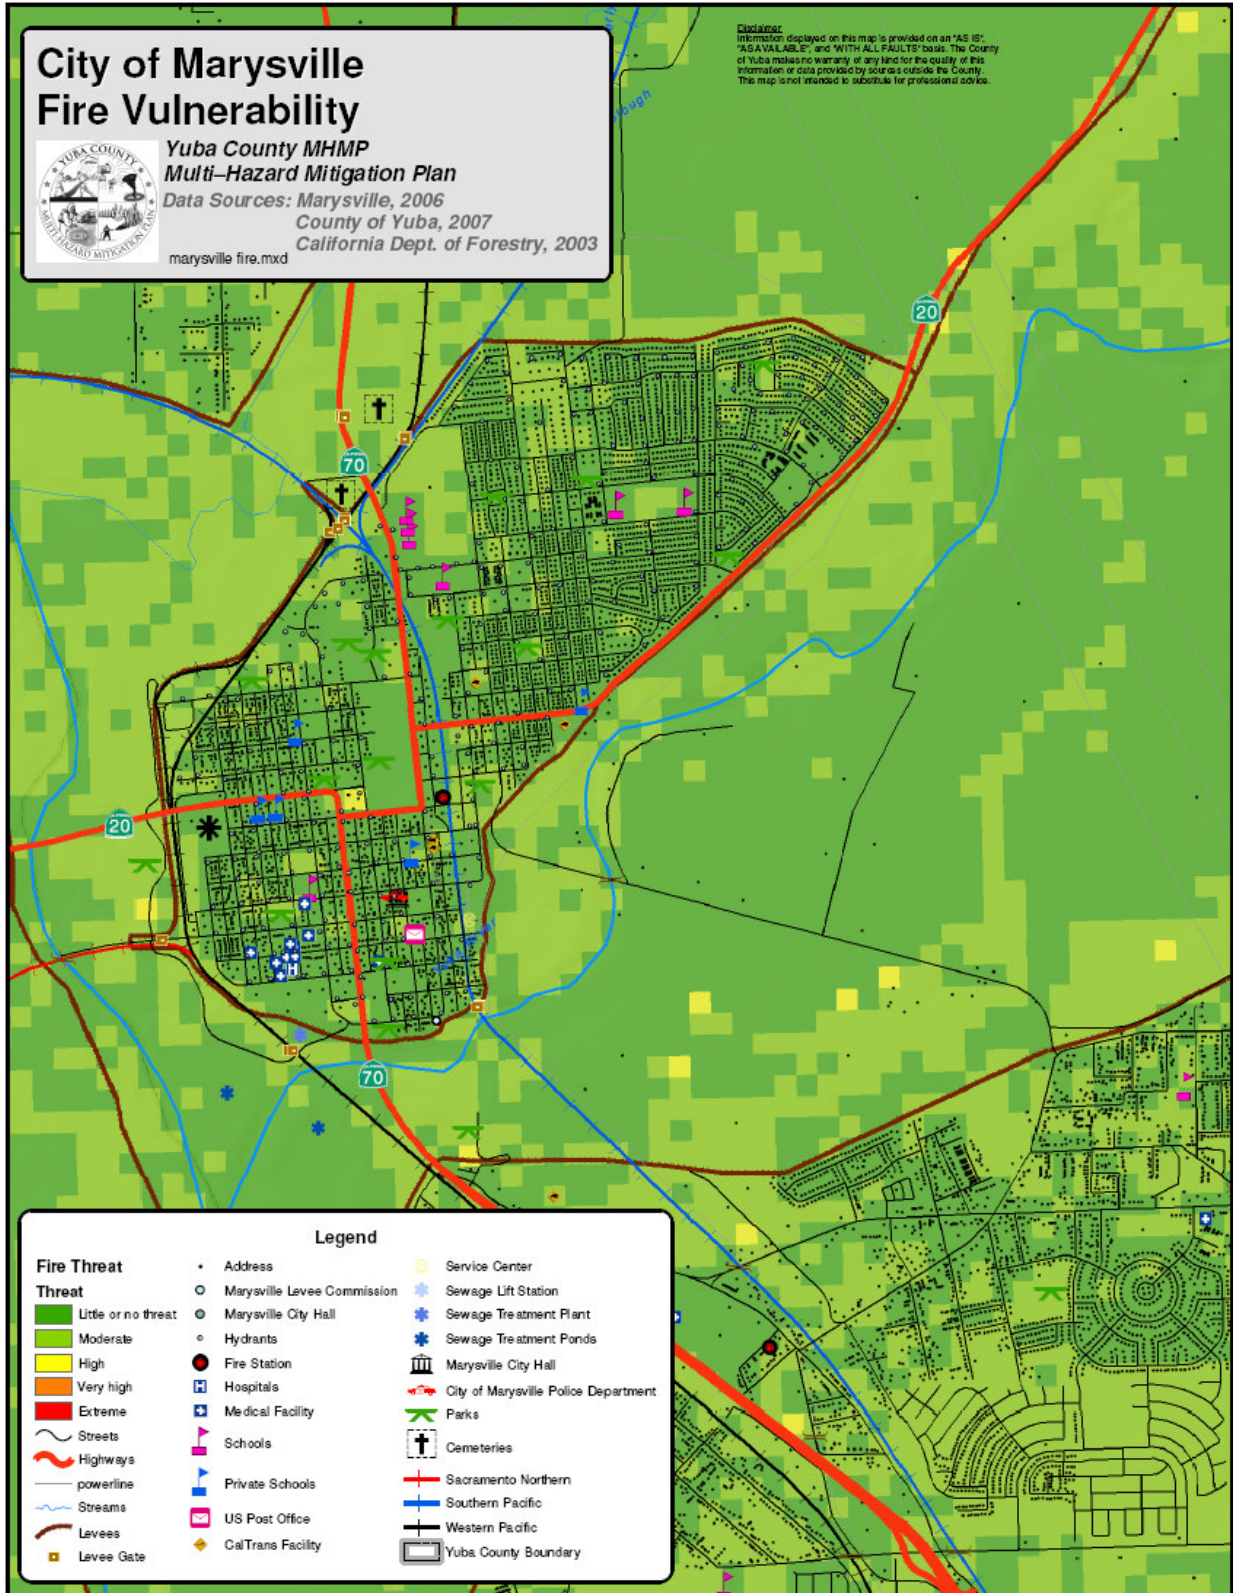 City of Marysville
Fire Vulnerability
Yuba County MHMP
Multi–Hazard Mitigation Plan
Data Sources: Marysville, 2006
County of Yuba, 2007
California Dept. of Forestry, 2003
marysville fire.mxd
YUBA COUNTY
MULTI-HAZARD MITIGATION PLAN
Disclaimer
Information displayed on this map is provided on an "AS IS",
"AS AVAILABLE", and "WITH ALL FAULTS" basis. The County
of Yuba makes no warranty of any kind for the quality of this
information or data provided by sources outside the County.
This map is not intended to substitute for professional advice.
Slough
20
70
20
River
70
Legend
Fire Threat
Threat
Little or no threat
Moderate
High
Very high
Extreme
Streets
Highways
powerline
Streams
Levees
Levee Gate
Address
Marysville Levee Commission
Marysville City Hall
Hydrants
Fire Station
Hospitals
Medical Facility
Schools
Private Schools
US Post Office
CalTrans Facility
Service Center
Sewage Lift Station
Sewage Treatment Plant
Sewage Treatment Ponds
Marysville City Hall
City of Marysville Police Department
Parks
Cemeteries
Sacramento Northern
Southern Pacific
Western Pacific
Yuba County Boundary